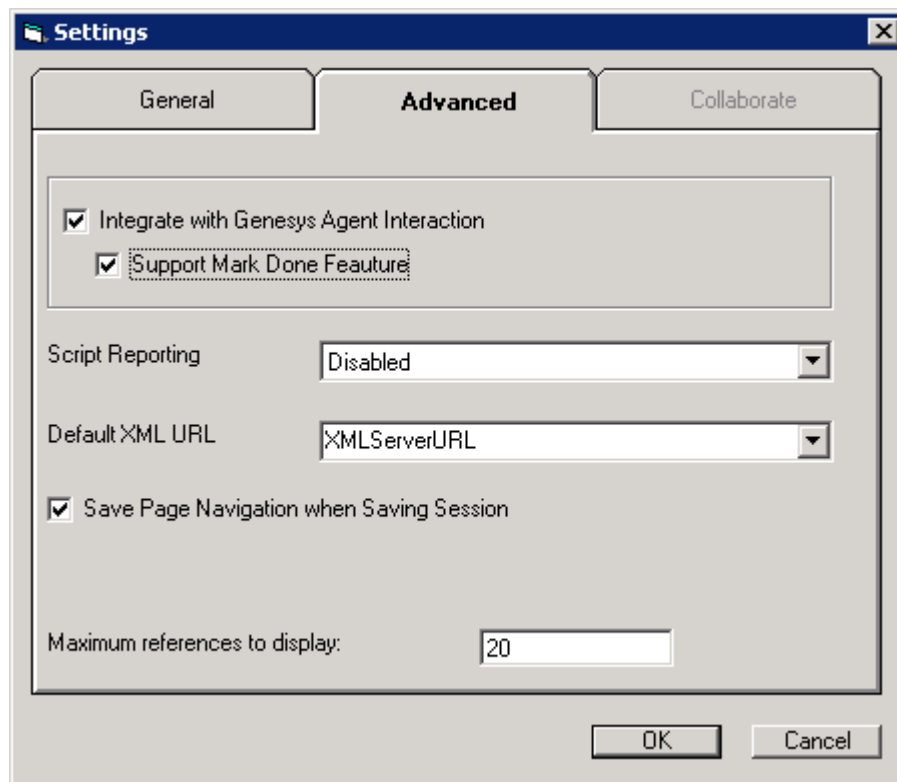 Settings
General Advanced Collaborate
Integrate with Genesys Agent Interaction
Support Mark Done Feauture
Script Reporting Disabled
Default XML URL XMLServerURL
Save Page Navigation when Saving Session
Maximum references to display: 20
OK Cancel